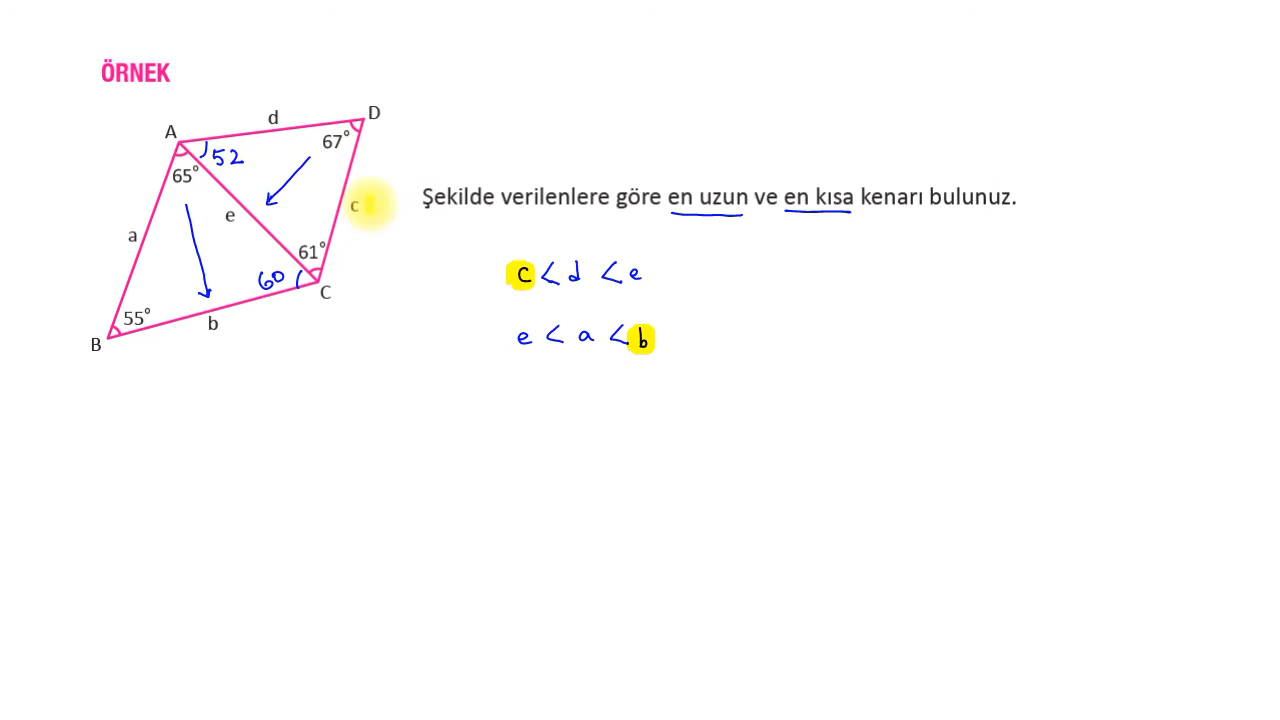 ÖRNEK
d
D
A
67°
52
65°
Şekilde verilenlere göre en uzun ve en kısa kenarı bulunuz.
c
e
a
61°
c < d < e
60
C
b
55°
B
e < a < b